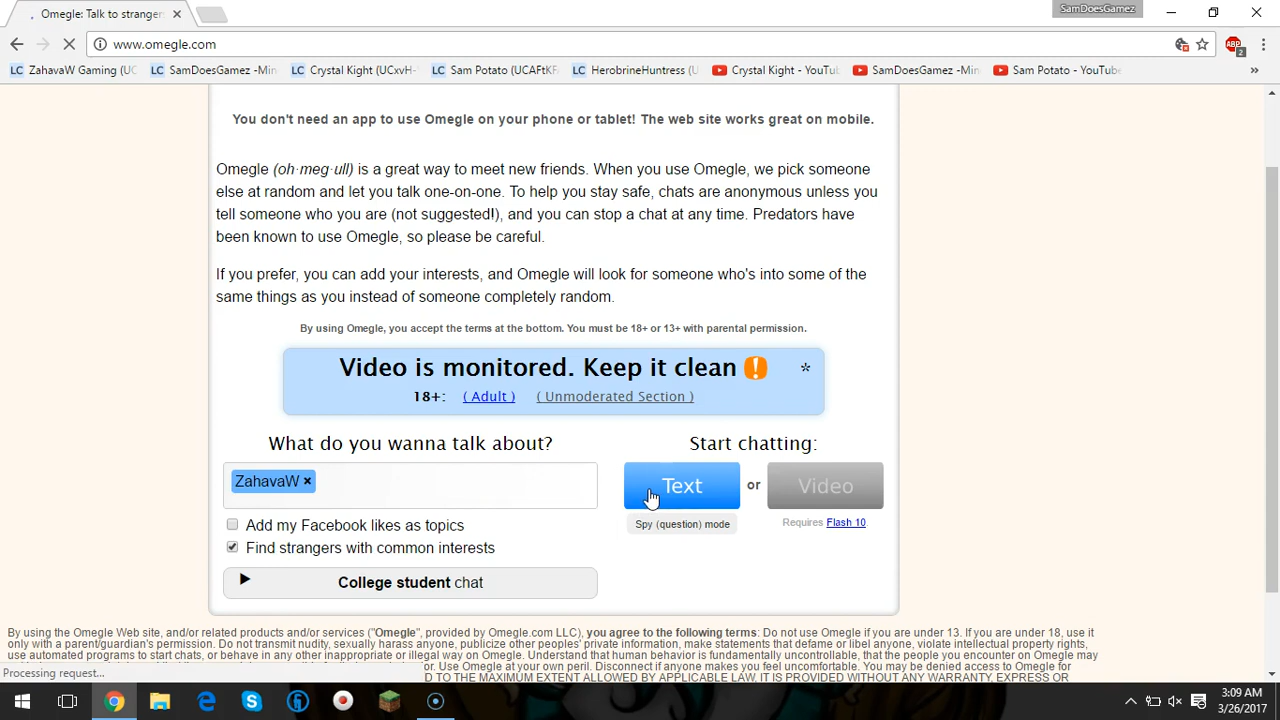 Omegle: Talk to stranger
SamDoesGamez
www.omegle.com
ABP
2
LC ZahavaW Gaming (UC
LC SamDoesGamez -Min
LC Crystal Kight (UCxvH-
LC Sam Potato (UCAFtKF
LC HerobrineHuntress (U
Crystal Kight - YouTu
SamDoesGamez -Min
Sam Potato - YouTube
»
You don't need an app to use Omegle on your phone or tablet! The web site works great on mobile.
Omegle (oh·meg·ull) is a great way to meet new friends. When you use Omegle, we pick someone
else at random and let you talk one-on-one. To help you stay safe, chats are anonymous unless you
tell someone who you are (not suggested!), and you can stop a chat at any time. Predators have
been known to use Omegle, so please be careful.
If you prefer, you can add your interests, and Omegle will look for someone who's into some of the
same things as you instead of someone completely random.
By using Omegle, you accept the terms at the bottom. You must be 18+ or 13+ with parental permission.
Video is monitored. Keep it clean ! *
18+: ( Adult ) ( Unmoderated Section )
What do you wanna talk about?
Start chatting:
ZahavaW ×
Text or Video
Spy (question) mode
Requires Flash 10.
Add my Facebook likes as topics
Find strangers with common interests
College student chat
By using the Omegle Web site, and/or related products and/or services ("Omegle", provided by Omegle.com LLC), you agree to the following terms: Do not use Omegle if you are under 13. If you are under 18, use it
only with a parent/guardian's permission. Do not transmit nudity, sexually harass anyone, publicize other peoples' private information, make statements that defame or libel anyone, violate intellectual property rights,
use automated programs to start chats, or behave in any other inappropriate or illegal way on Omegle. Understand that human behavior is fundamentally uncontrollable, that the people you encounter on Omegle may
or. Use Omegle at your own peril. Disconnect if anyone makes you feel uncomfortable. You may be denied access to Omegle for
D TO THE MAXIMUM EXTENT ALLOWED BY APPLICABLE LAW, IT IS PROVIDED WITHOUT ANY WARRANTY, EXPRESS OR
Processing request...
3:09 AM
3/26/2017